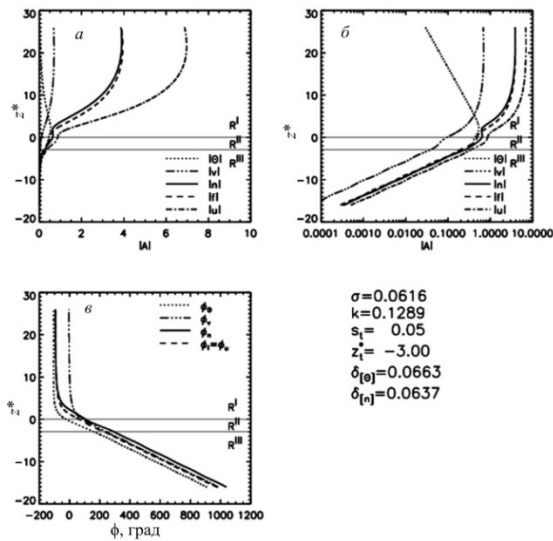 30
а
20
10
z*
0
-10
-20
R^I
R^II
R^III
|Θ|
|v|
|n|
|f|
|u|
0 2 4 6 8 10
|A|
30
б
20
10
z*
0
-10
-20
R^I
R^II
R^III
|Θ|
|v|
|n|
|f|
|u|
0.0001 0.0010 0.0100 0.1000 1.0000 10.0000
|A|
30
в
20
10
z*
0
-10
-20
ϕ_Θ
ϕ_v
ϕ_n
ϕ_f=ϕ_u
R^I
R^II
R^III
-200 0 200 400 600 800 1000 1200
ϕ, град
σ=0.0616
k=0.1289
s_t= 0.05
z*_t= -3.00
δ_[Θ]=0.0663
δ_[n]=0.0637